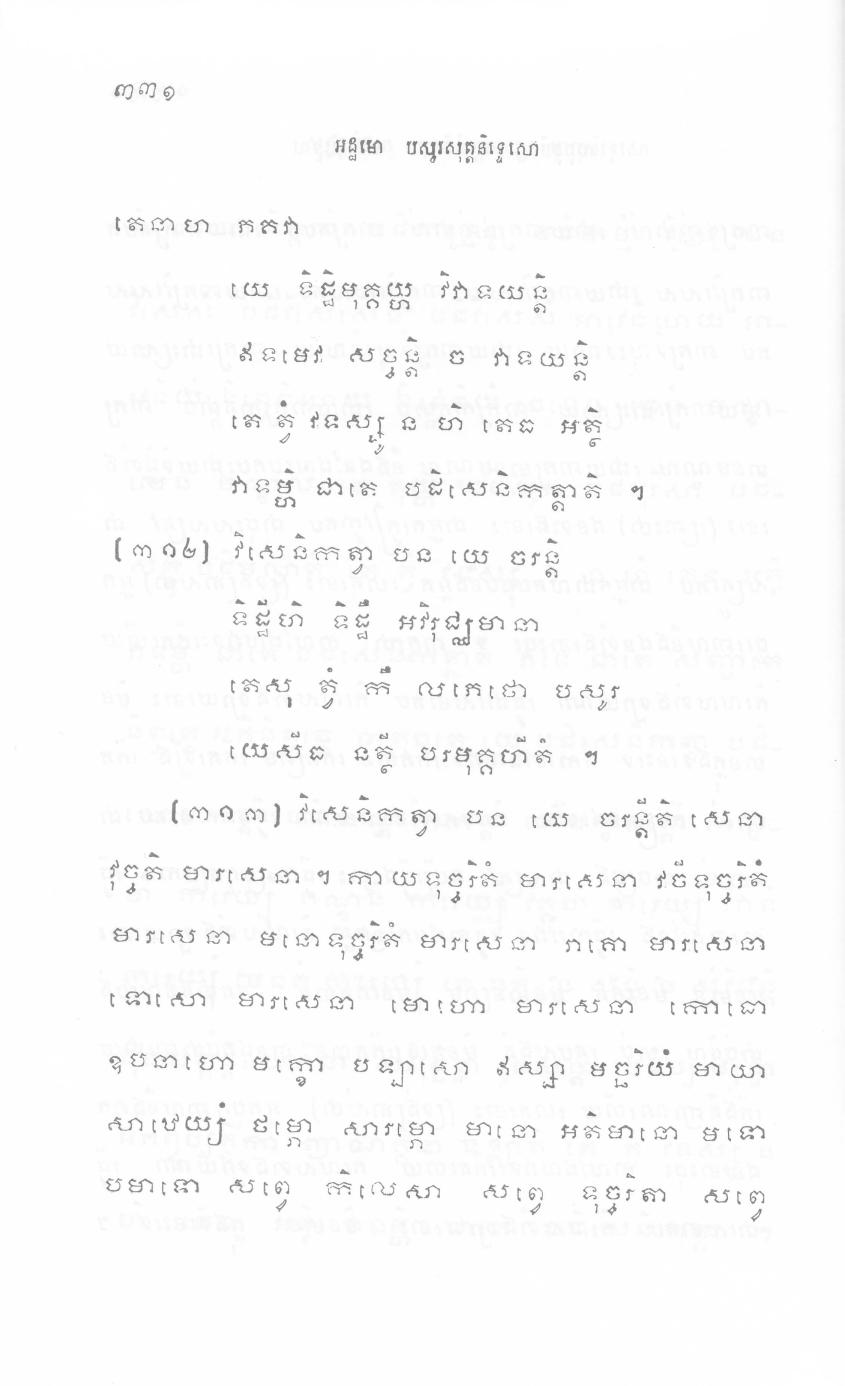 ៣៣១
អដ្ឋមោ បសូរសុត្តនិទ្ទេសោ
តេនាហ ភគវា
យេ ទិដ្ឋិមុគ្គយ្ហ វិវាទយន្តិ
ឥទមេវ សច្ចន្តិ ច វាទយន្តិ
តេ ត្វំ វទស្សូ ន ហិ តេធ អត្ថិ
វាទម្ហិ ជាតេ បដិសេនិកត្តាតិ ។
(៣១២) វិសេនិកត្វា បន យេ ចរន្តិ
ទិដ្ឋីហិ ទិដ្ឋឹ អវិរុជ្ឈមានា
តេសុ ត្វំ កឹ លភេថោ បសូរ
យេសីធ នត្ថី បរមុគ្គហីតំ ។
(៣១៣) វិសេនិកត្វា បន យេ ចរន្តីតិ សេនា
វុច្ចតិ មារសេនា ។ កាយទុច្ចរិតំ មារសេនា វចីទុច្ចរិតំ
មារសេនា មនោទុច្ចរិតំ មារសេនា រាគោ មារសេនា
ទោសោ មារសេនា មោហោ មារសេនា កោធោ
ឧបនាហោ មក្ខោ បឡាសោ ឥស្សា មច្ឆរិយំ មាយា
សាឋេយ្យំ ថម្ភោ សារម្ភោ មានោ អតិមានោ មទោ
បមាទោ សព្វេ កិលេសា សព្វេ ទុច្ចរិតា សព្វេ